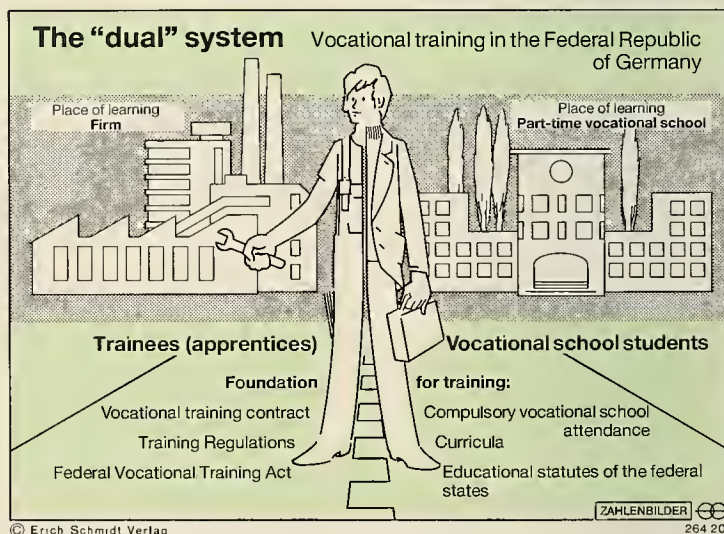 The “dual” system
Vocational training in the Federal Republic
of Germany
Place of learning
Firm
Place of learning
Part-time vocational school
Trainees (apprentices)
Vocational school students
Foundation for training:
Vocational training contract
Training Regulations
Federal Vocational Training Act
Compulsory vocational school
attendance
Curricula
Educational statutes of the federal
states
ZAHLENBILDER
© Erich Schmidt Verlag
264 20